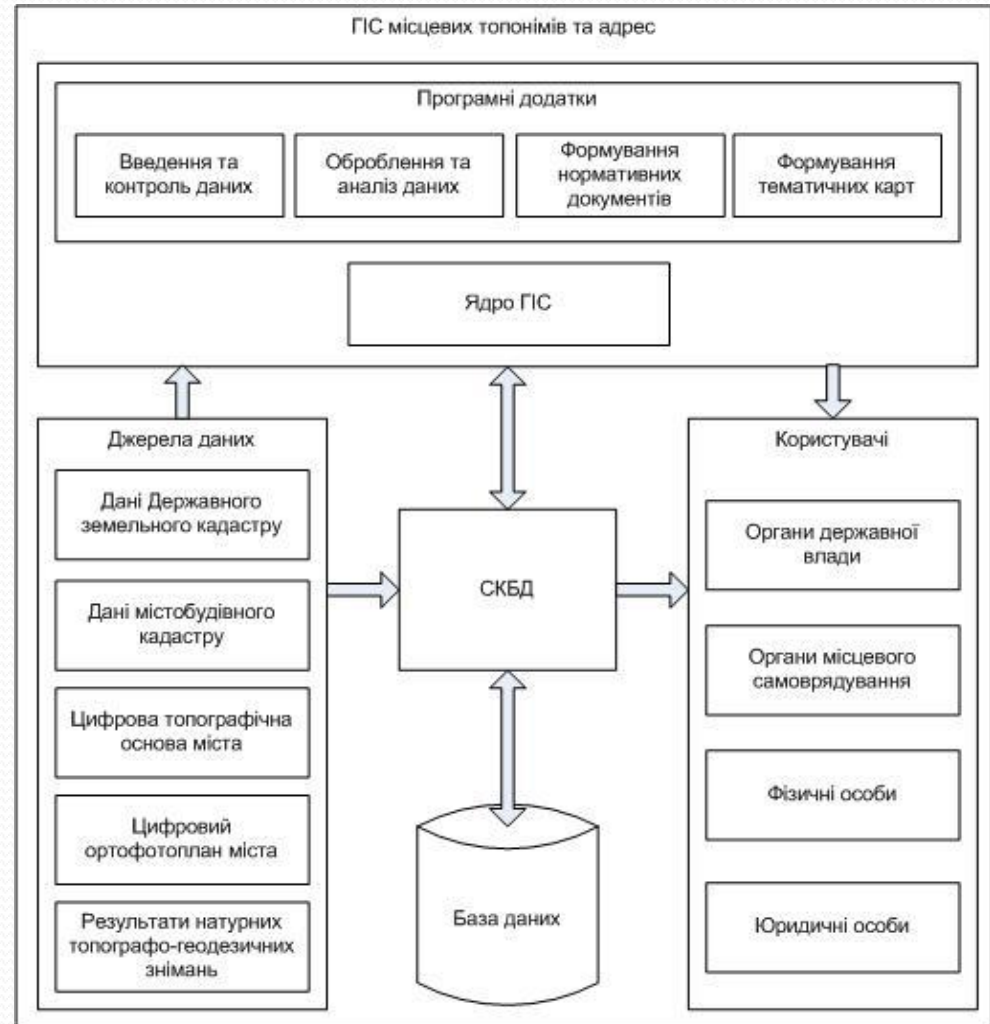 ГІС місцевих топонімів та адрес
Програмні додатки
Введення та
контроль даних
Оброблення та
аналіз даних
Формування
нормативних
документів
Формування
тематичних карт
Ядро ГІС
Джерела даних
Дані Державного
земельного кадастру
Дані містобудівного
кадастру
Цифрова топографічна
основа міста
Цифровий
ортофотоплан міста
Результати натурних
топографо-геодезичних
знімань
СКБД
База даних
Користувачі
Органи державної
влади
Органи місцевого
самоврядування
Фізичні особи
Юридичні особи